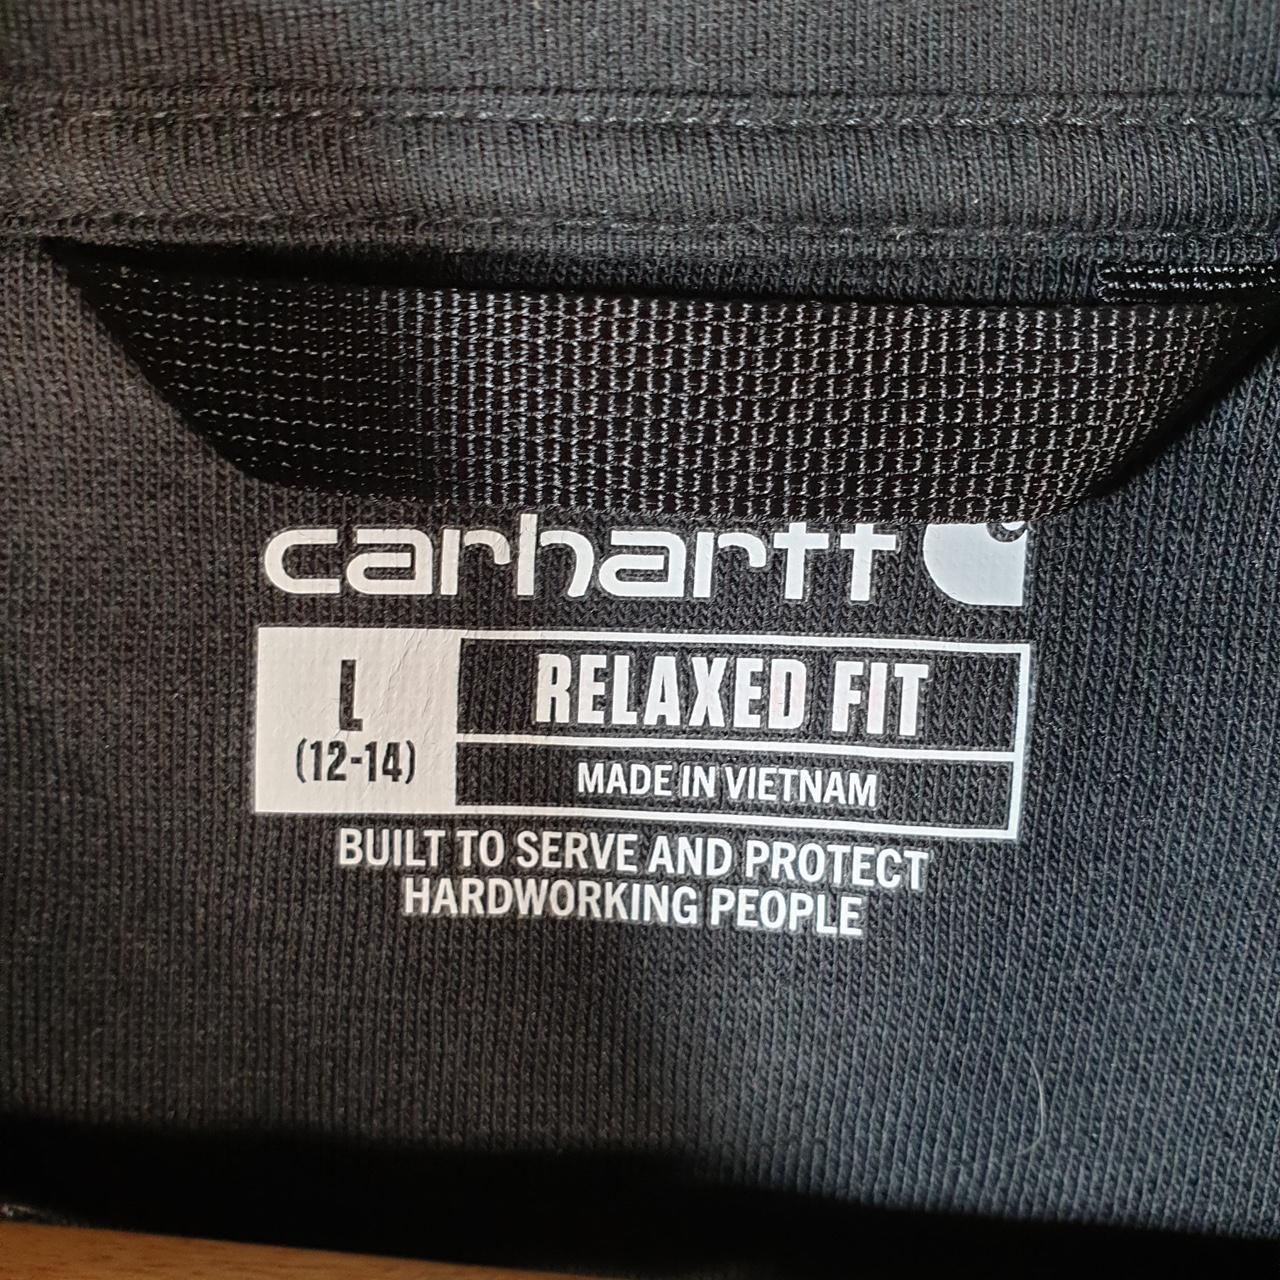 carhartt
L
(12-14)
RELAXED FIT
MADE IN VIETNAM
BUILT TO SERVE AND PROTECT
HARDWORKING PEOPLE